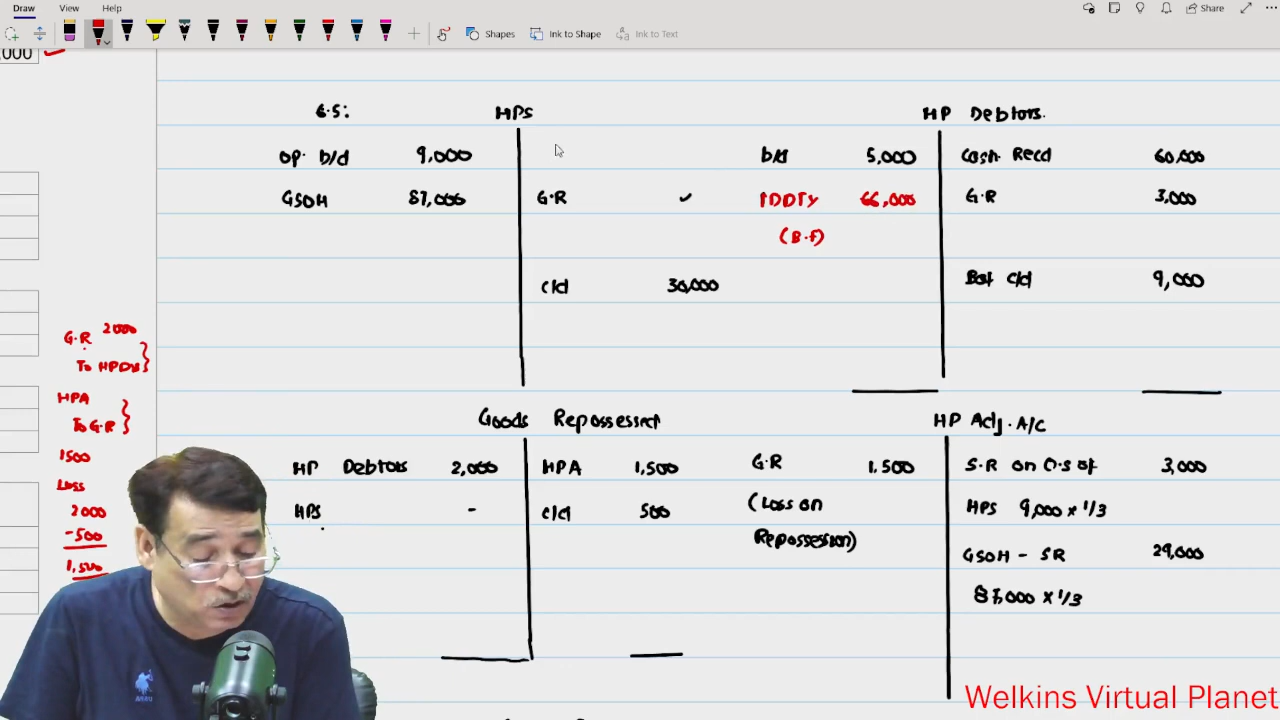 Draw View Share
Shapes Ink to Shape Ink to Text
,000
G.S: HPS HP Debtors.
OP. b/d 9,000 b/d 5,000 Cash Recd 60,000
GSOH 87,000 G.R 66,000 G.R 3,000
(B.f)
c/d 30,000 Bal c/d 9,000
G.R 2000
To HPDrs
HPA
To G.R
1500
Loss
2000
-500
1,500
Goods Repossessed HP Adj. A/C
HP Debtors 2,000 HPA 1,500 G.R 1,500 S.R on O.S of 3,000
HPS - c/d 500 (Loss on HPS 9,000 x 1/3
Repossession) GSOH - SR 29,000
87,000 x 1/3
Welkins Virtual Planet